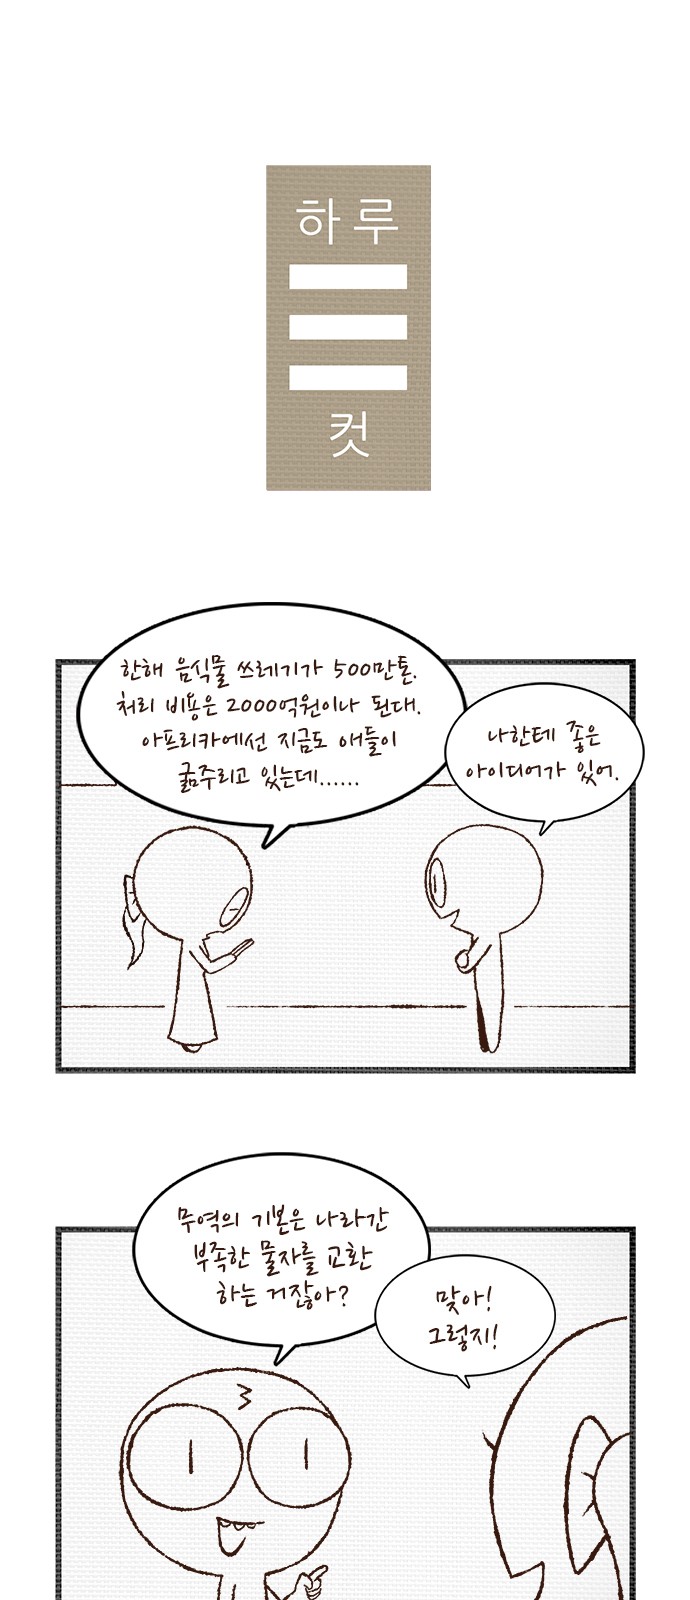 하루
컷
한해 음식물 쓰레기가 500만톤.
처리 비용은 2000억원이나 된대.
아프리카에선 지금도 애들이
굶주리고 있는데......
나한테 좋은
아이디어가 있어.
무역의 기본은 나라간
부족한 물자를 교환
하는 거잖아?
맞아!
그렇지!